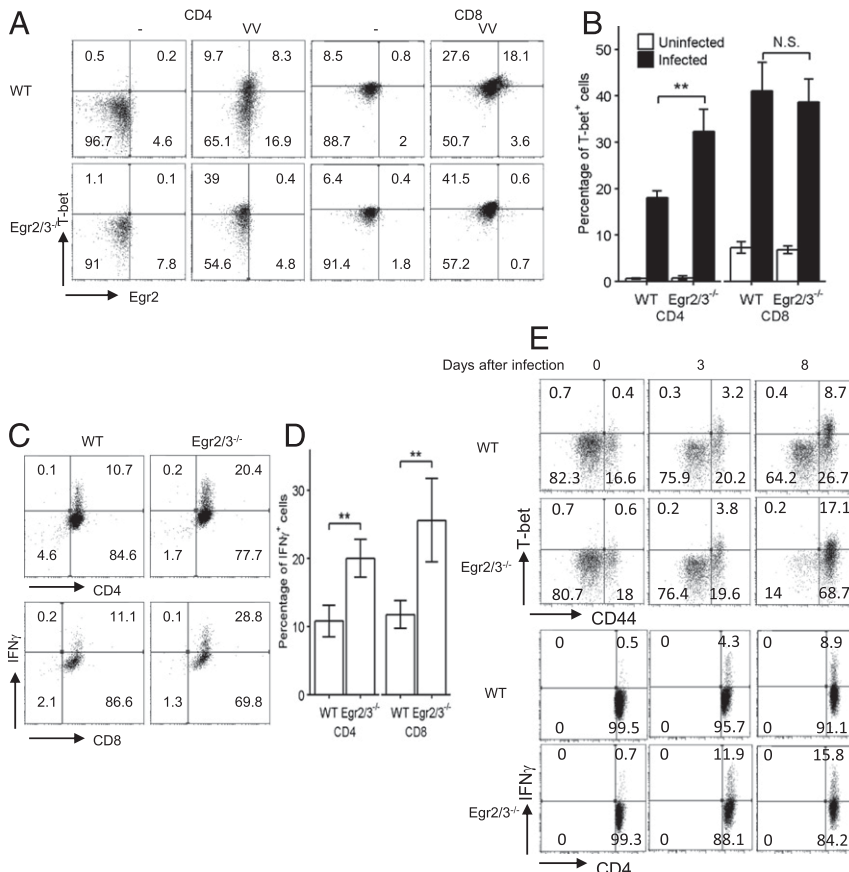 A
CD4
CD8
- VV - VV
WT
0.5 0.2 9.7 8.3 8.5 0.8 27.6 18.1
96.7 4.6 65.1 16.9 88.7 2 50.7 3.6
Egr2/3-/-
1.1 0.1 39 0.4 6.4 0.4 41.5 0.6
91 7.8 54.6 4.8 91.4 1.8 57.2 0.7
T-bet
Egr2
B
Percentage of T-bet+ cells
50
40
30
20
10
0
Uninfected
Infected
** N.S.
WT Egr2/3-/- WT Egr2/3-/-
CD4 CD8
C
WT Egr2/3-/-
0.1 10.7 0.2 20.4
4.6 84.6 1.7 77.7
CD4
0.2 11.1 0.1 28.8
2.1 86.6 1.3 69.8
IFNγ
CD8
D
Percentage of IFNγ+ cells
30
20
10
0
** **
WT Egr2/3-/- WT Egr2/3-/-
CD4 CD8
E
Days after infection 0 3 8
WT
0.7 0.4 0.3 3.2 0.4 8.7
82.3 16.6 75.9 20.2 64.2 26.7
Egr2/3-/-
0.7 0.6 0.2 3.8 0.2 17.1
80.7 18 76.4 19.6 14 68.7
T-bet
CD44
WT
0 0.5 0 4.3 0 8.9
0 99.5 0 95.7 0 91.1
Egr2/3-/-
0 0.7 0 11.9 0 15.8
0 99.3 0 88.1 0 84.2
IFNγ
CD4